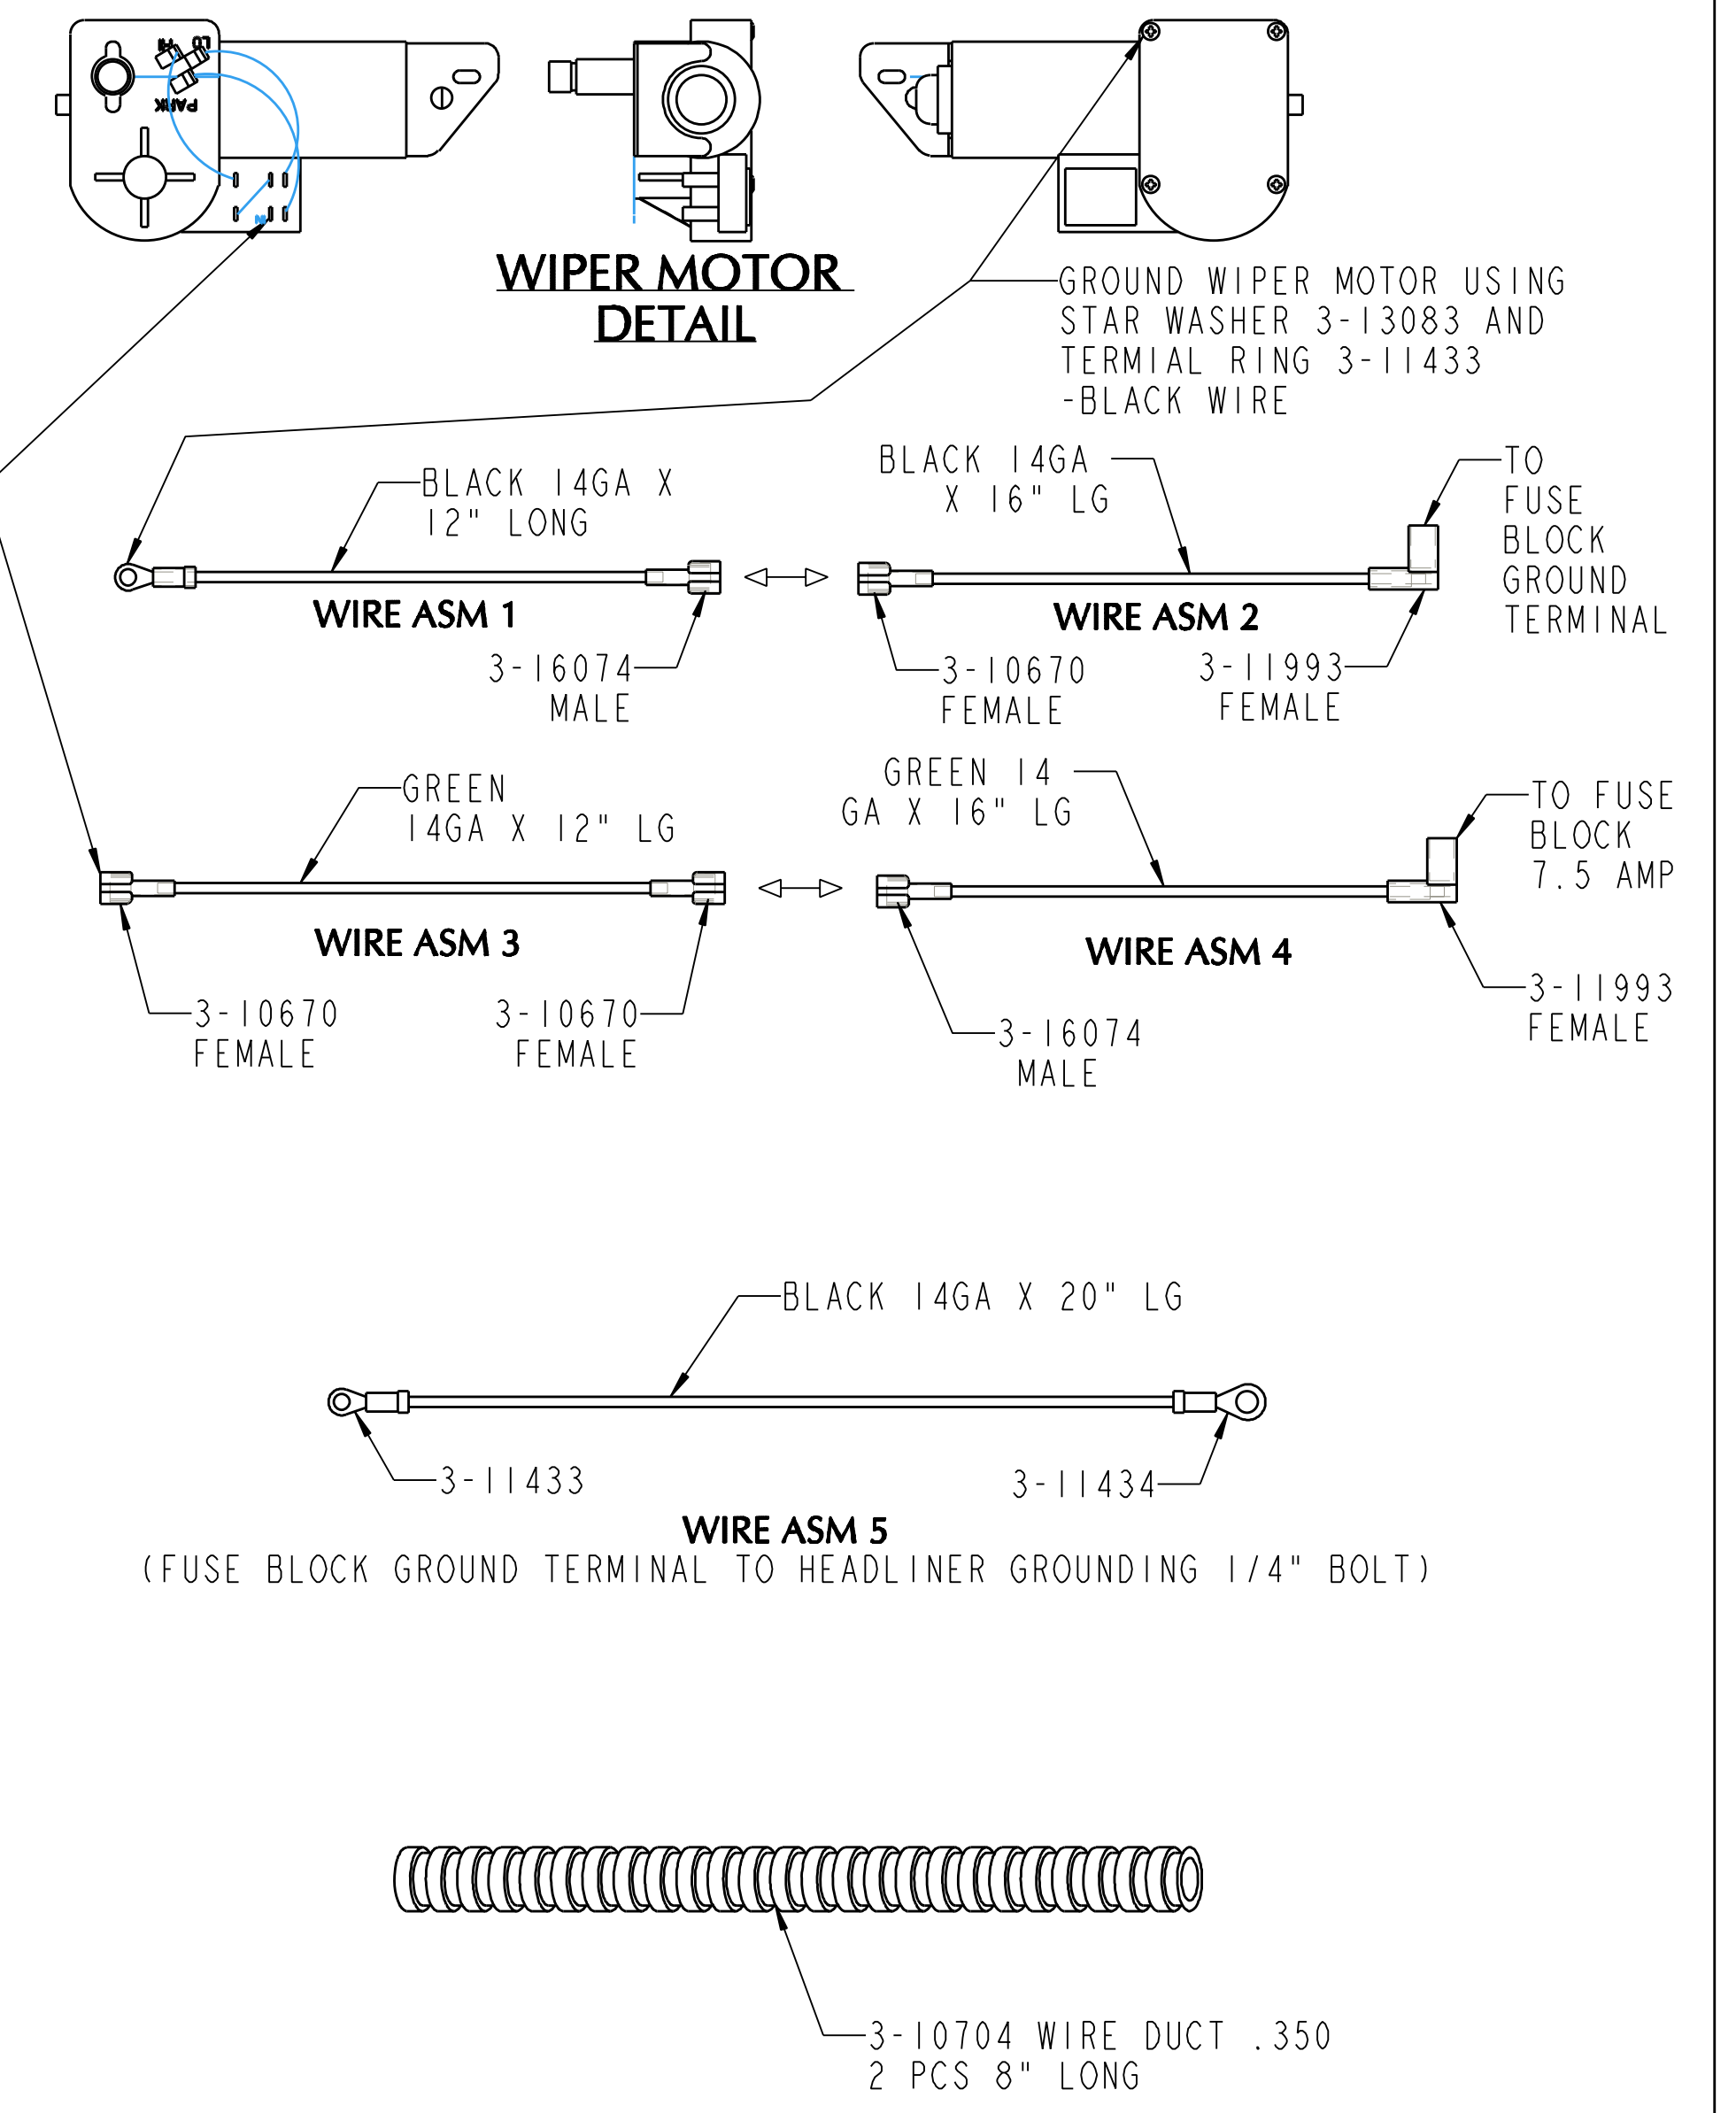 HI LO
PARK
WIPER MOTOR
DETAIL
GROUND WIPER MOTOR USING
STAR WASHER 3-13083 AND
TERMIAL RING 3-11433
-BLACK WIRE
BLACK 14GA X
12" LONG
BLACK 14GA
X 16" LG
TO
FUSE
BLOCK
GROUND
TERMINAL
WIRE ASM 1
WIRE ASM 2
3-16074
MALE
3-10670
FEMALE
3-11993
FEMALE
GREEN
14GA X 12" LG
GREEN 14
GA X 16" LG
TO FUSE
BLOCK
7.5 AMP
WIRE ASM 3
WIRE ASM 4
3-10670
FEMALE
3-10670
FEMALE
3-16074
MALE
3-11993
FEMALE
BLACK 14GA X 20" LG
3-11433
3-11434
WIRE ASM 5
(FUSE BLOCK GROUND TERMINAL TO HEADLINER GROUNDING 1/4" BOLT)
3-10704 WIRE DUCT .350
2 PCS 8" LONG